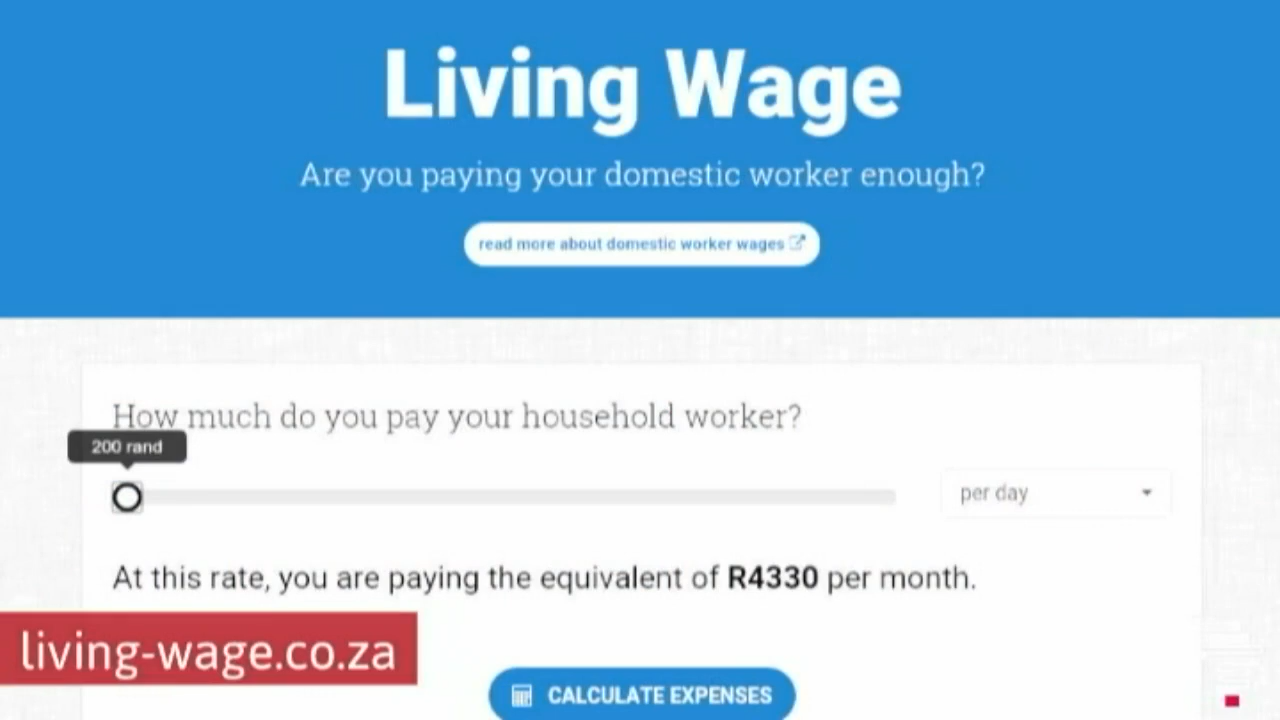 Living Wage
Are you paying your domestic worker enough?
read more about domestic worker wages
How much do you pay your household worker?
200 rand
per day
At this rate, you are paying the equivalent of R4330 per month.
living-wage.co.za
CALCULATE EXPENSES